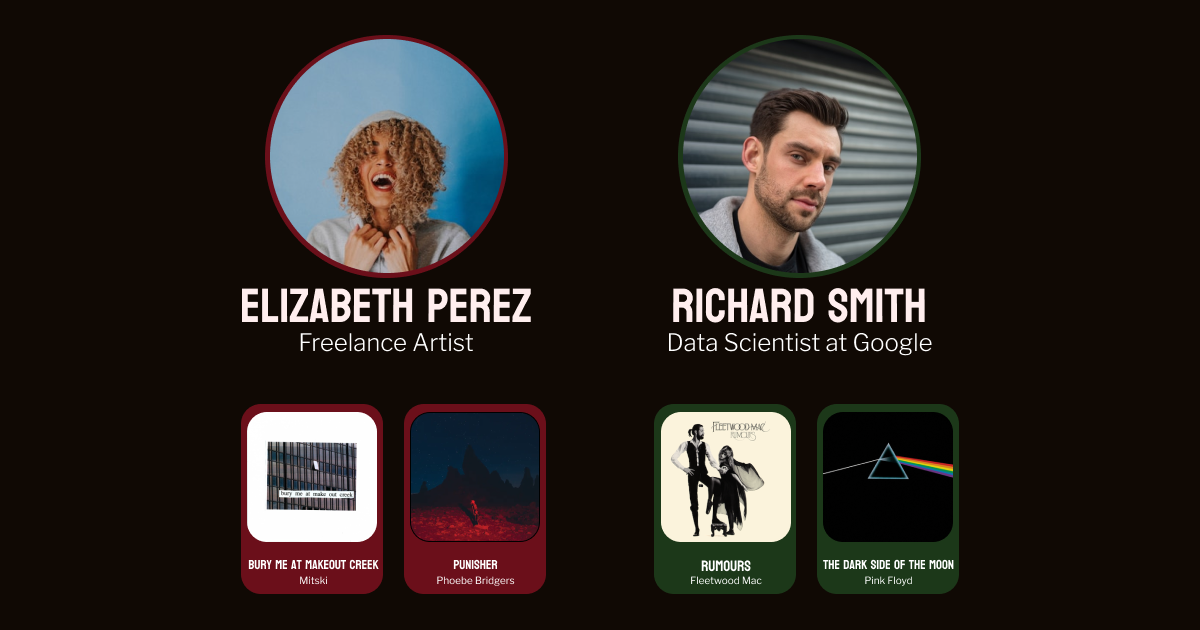 ELIZABETH PEREZ
Freelance Artist
RICHARD SMITH
Data Scientist at Google
bury me at make out creek
BURY ME AT MAKEOUT CREEK
Mitski
PUNISHER
Phoebe Bridgers
FLEETWOOD MAC
RUMOURS
RUMOURS
Fleetwood Mac
THE DARK SIDE OF THE MOON
Pink Floyd